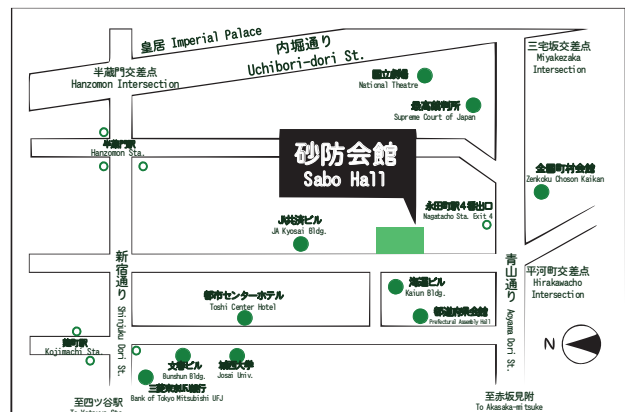 皇居 Imperial Palace
内堀通り
Uchibori-dori St.
三宅坂交差点
Miyakezaka
Intersection
半蔵門交差点
Hanzomon Intersection
国立劇場
National Theatre
最高裁判所
Supreme Court of Japan
半蔵門駅
Hanzomon Sta.
砂防会館
Sabo Hall
全国町村会館
Zenkoku Choson Kaikan
永田町駅4番出口
Nagatacho Sta. Exit 4
JA共済ビル
JA Kyosai Bldg.
新宿通り Shinjuku Dori St.
青山通り Aoyama Dori St.
平河町交差点
Hirakawacho
Intersection
海運ビル
Kaiun Bldg.
都市センターホテル
Toshi Center Hotel
都道府県会館
Prefectural Assembly Hall
麹町駅
Kojimachi Sta.
文春ビル
Bunshun Bldg.
城西大学
Josai Univ.
三菱東京UFJ銀行
Bank of Tokyo Mitsubishi UFJ
N
至四ツ谷駅
至赤坂見附
To Akasaka-mitsuke